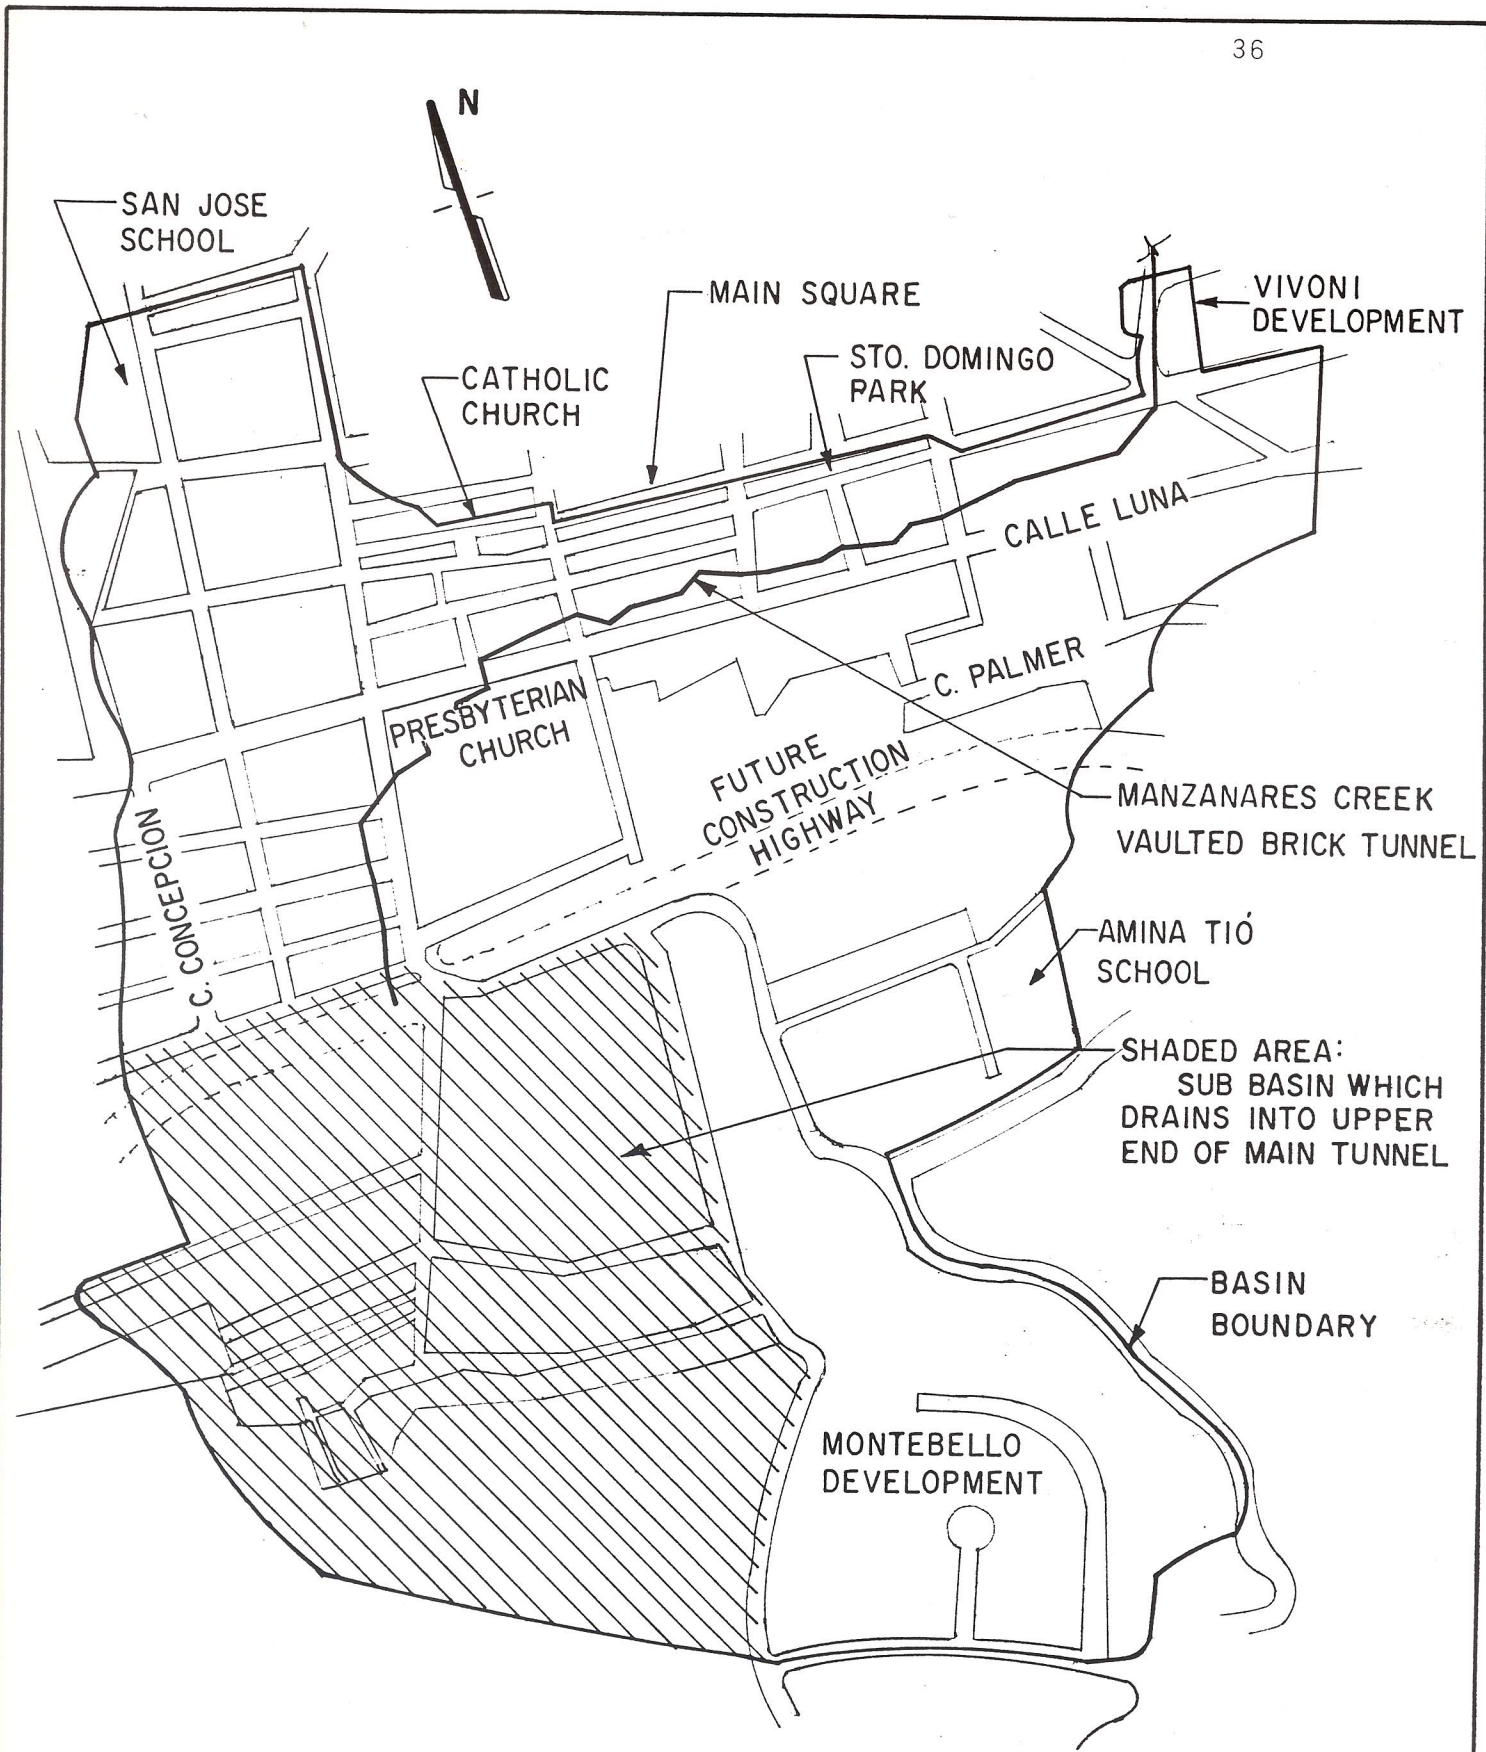 36
N
SAN JOSE
SCHOOL
MAIN SQUARE
VIVONI
DEVELOPMENT
CATHOLIC
CHURCH
STO. DOMINGO
PARK
CALLE LUNA
C. PALMER
PRESBYTERIAN
CHURCH
FUTURE
CONSTRUCTION
HIGHWAY
MANZANARES CREEK
VAULTED BRICK TUNNEL
C. CONCEPCION
AMINA TIÓ
SCHOOL
SHADED AREA:
SUB BASIN WHICH
DRAINS INTO UPPER
END OF MAIN TUNNEL
BASIN
BOUNDARY
MONTEBELLO
DEVELOPMENT